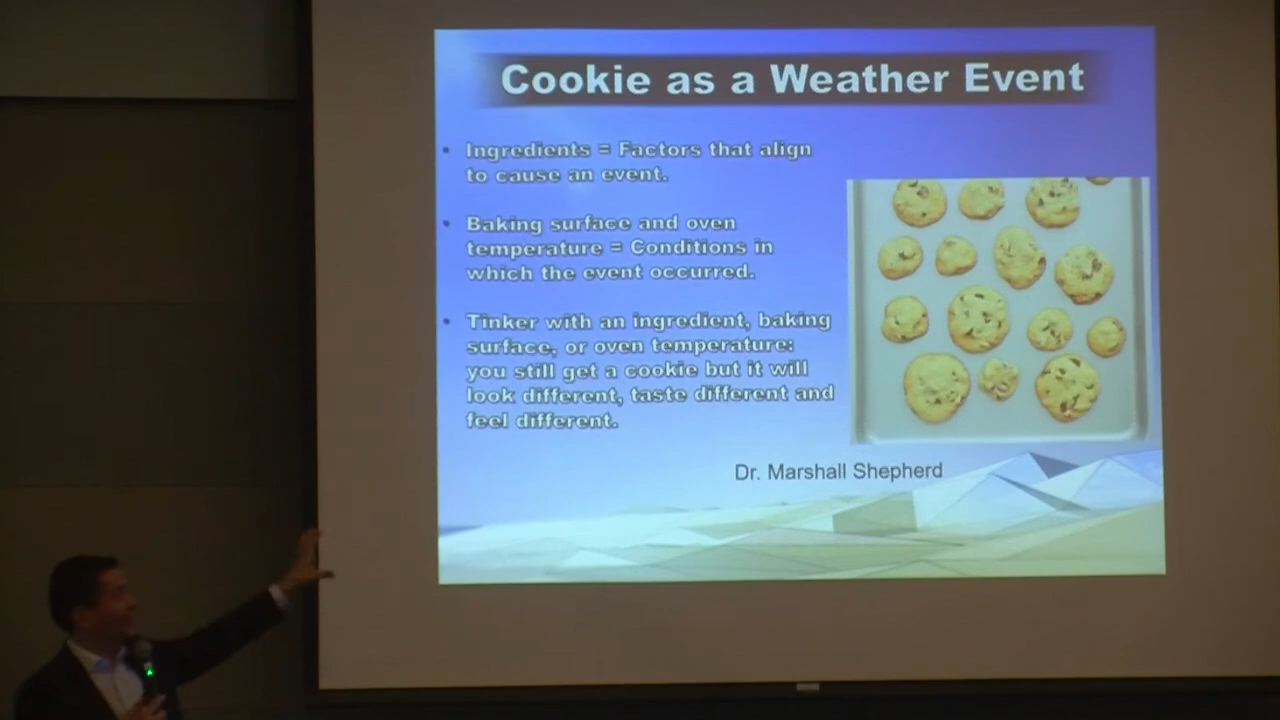 Cookie as a Weather Event
• Ingredients = Factors that align
to cause an event.
• Baking surface and oven
temperature = Conditions in
which the event occurred.
• Tinker with an ingredient, baking
surface, or oven temperature:
you still get a cookie but it will
look different, taste different and
feel different.
Dr. Marshall Shepherd